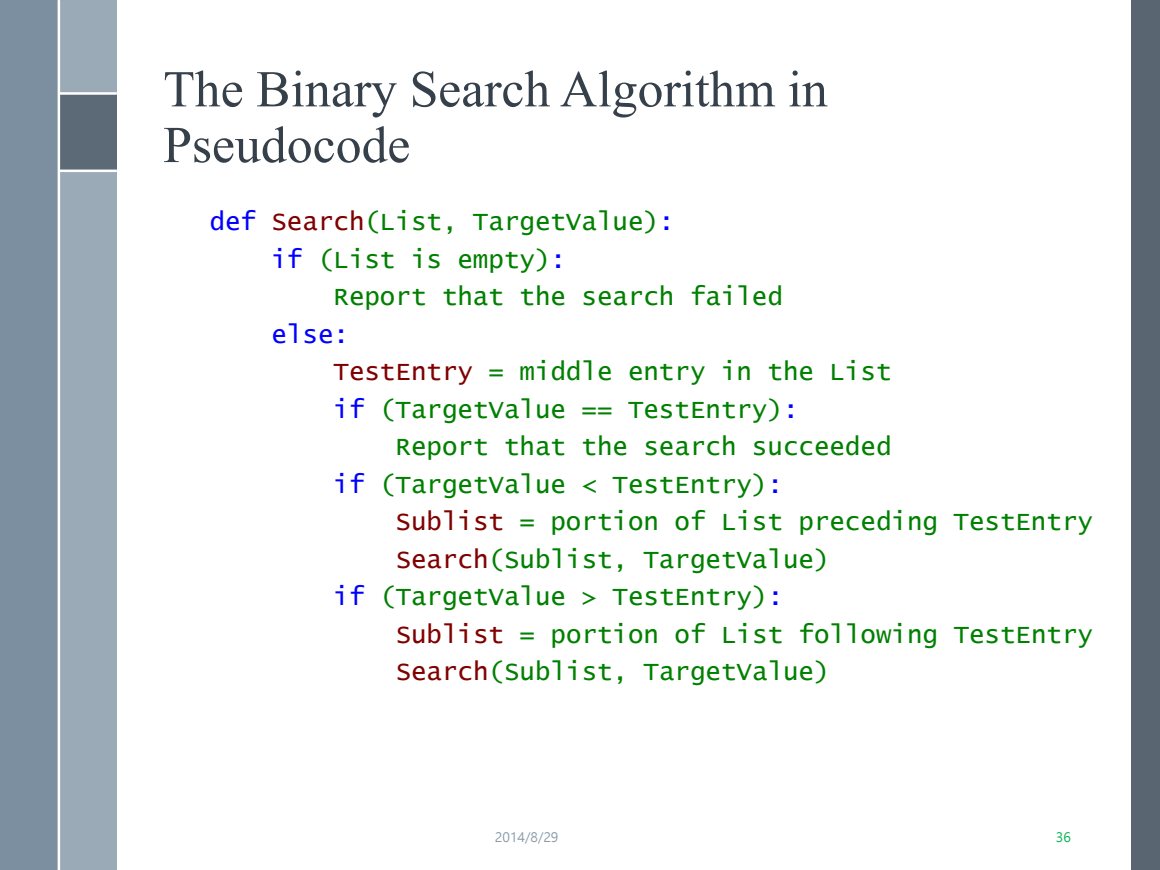 The Binary Search Algorithm in
Pseudocode
def Search(List, TargetValue):
    if (List is empty):
        Report that the search failed
    else:
        TestEntry = middle entry in the List
        if (TargetValue == TestEntry):
            Report that the search succeeded
        if (TargetValue < TestEntry):
            Sublist = portion of List preceding TestEntry
            Search(Sublist, TargetValue)
        if (TargetValue > TestEntry):
            Sublist = portion of List following TestEntry
            Search(Sublist, TargetValue)
2014/8/29
36